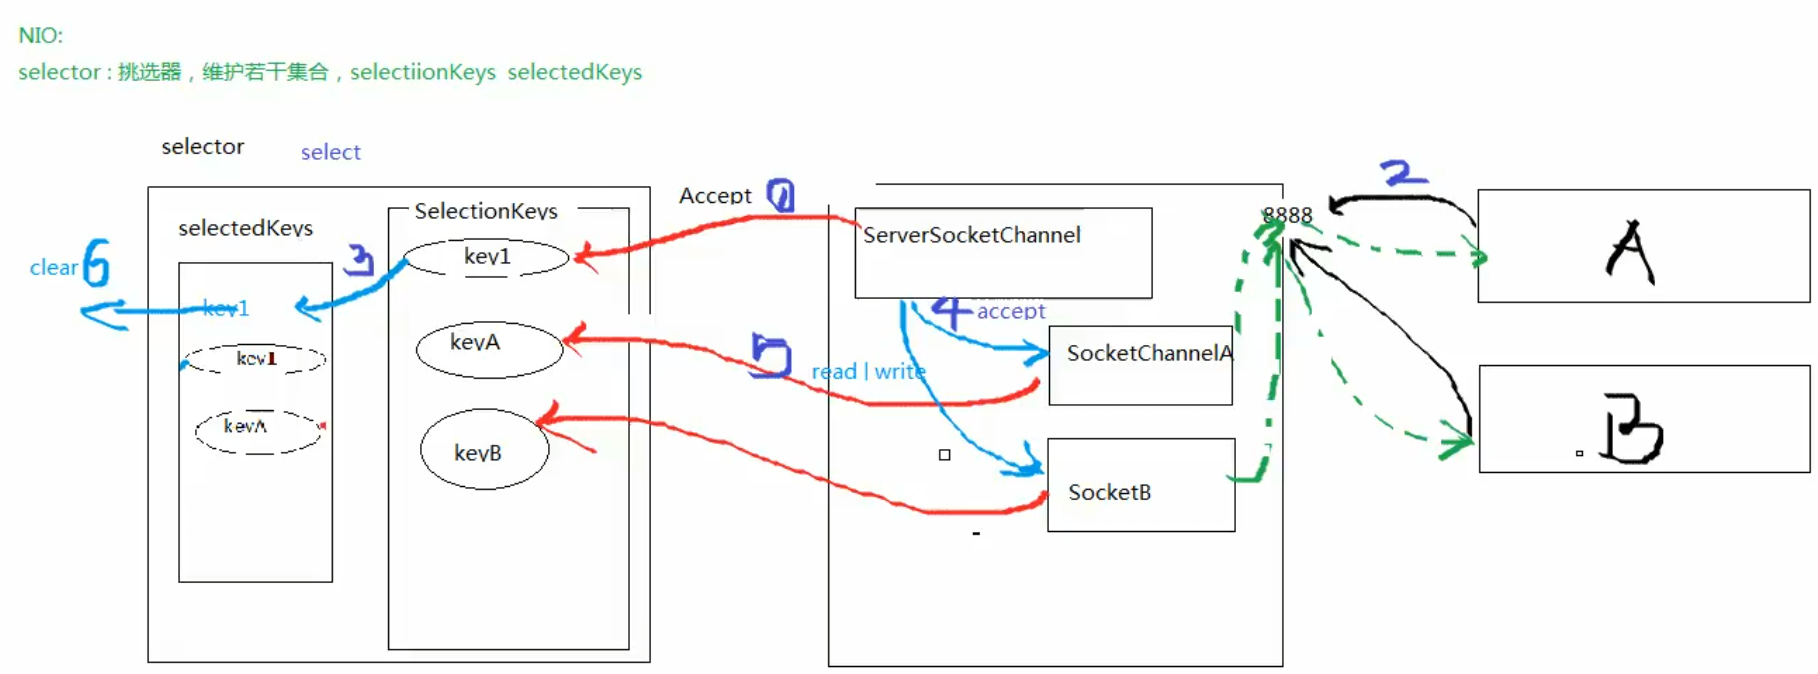 NIO:
selector : 挑选器，维护若干集合，selectiionKeys selectedKeys
selector
select
selectedKeys
SelectionKeys
Accept
1
key1
3
clear 6
key1
key1
keyA
keyA
keyB
ServerSocketChannel
8888
2
A
4 accept
SocketChannelA
5
read | write
SocketB
B